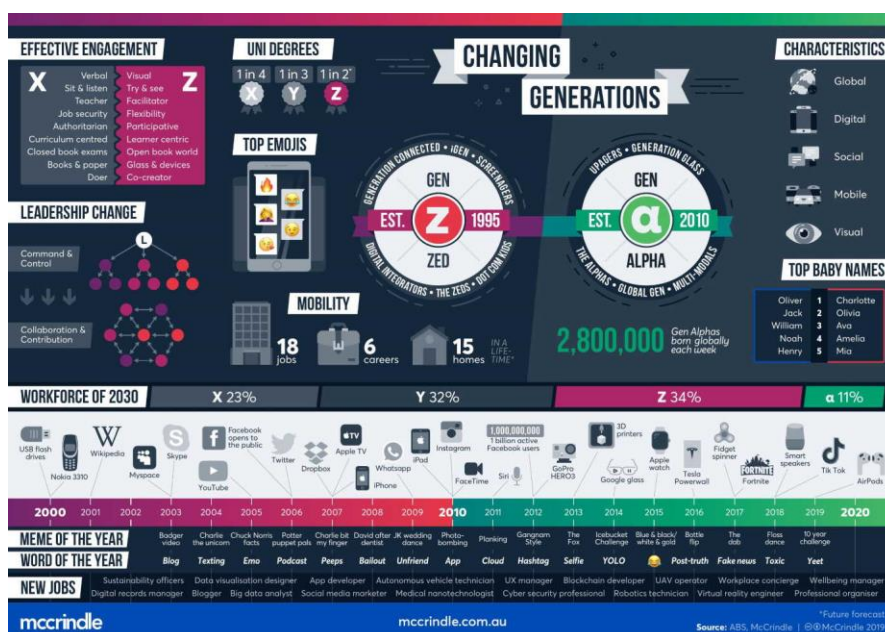 EFFECTIVE ENGAGEMENT
X
Z
Verbal Visual
Sit & listen Try & see
Teacher Facilitator
Job security Flexibility
Authoritarian Participative
Curriculum centred Learner centric
Closed book exams Open book world
Books & paper Glass & devices
Doer Co-creator
LEADERSHIP CHANGE
L
Command &
Control
Collaboration &
Contribution
UNI DEGREES
1 in 4 1 in 3 1 in 2*
X Y Z
TOP EMOJIS
MOBILITY
18
jobs
6
careers
15
homes
IN A
LIFE-
TIME*
CHANGING
GENERATIONS
GENERATION CONNECTED • IGEN • SCREENAGERS
GEN
EST. Z 1995
ZED
DIGITAL INTEGRATORS • THE ZEDS • DOT COM KIDS
UPAGERS • GENERATION GLASS
GEN
EST. α 2010
ALPHA
THE ALPHAS • GLOBAL GEN • MULTI-MODALS
2,800,000
Gen Alphas
born globally
each week
CHARACTERISTICS
Global
Digital
Social
Mobile
Visual
TOP BABY NAMES
Oliver 1 Charlotte
Jack 2 Olivia
William 3 Ava
Noah 4 Amelia
Henry 5 Mia
WORKFORCE OF 2030
X 23%
Y 32%
Z 34%
α 11%
USB flash
drives
Nokia 3310
W
Wikipedia
Myspace
Skype
Facebook
opens to
the public
YouTube
Twitter
Dropbox
tv
Apple TV
iPhone
Whatsapp
iPad
Instagram
FaceTime
1,000,000,000
1 billion active
Facebook users
Siri
GoPro
HERO3
3D
printers
Google glass
Apple
watch
Tesla
Powerwall
Fidget
spinner
FORTNITE
Fortnite
Smart
speakers
Tik Tok
AirPods
2000 2001 2002 2003 2004 2005 2006 2007 2008 2009 2010 2011 2012 2013 2014 2015 2016 2017 2018 2019 2020
MEME OF THE YEAR
Badger
video
Charlie
the unicorn
Chuck Norris
facts
Potter
puppet pals
Charlie bit
my finger
David after
dentist
JK wedding
dance
Photo-
bombing
Planking
Gangnam
Style
The
Fox
Icebucket
Challenge
Blue & black/
white & gold
Bottle
flip
The
dab
Floss
dance
10 year
challenge
WORD OF THE YEAR
Blog Texting Emo Podcast Peeps Bailout Unfriend App Cloud Hashtag Selfie YOLO 😂 Post-truth Fake news Toxic Yeet
NEW JOBS
Sustainability officers Data visualisation designer App developer Autonomous vehicle technician UX manager Blockchain developer UAV operator Workplace concierge Wellbeing manager
Digital records manager Blogger Big data analyst Social media marketer Medical nanotechnologist Cyber security professional Robotics technician Virtual reality engineer Professional organiser
mccrindle
mccrindle.com.au
*Future forecast
Source: ABS, McCrindle | McCrindle 2019